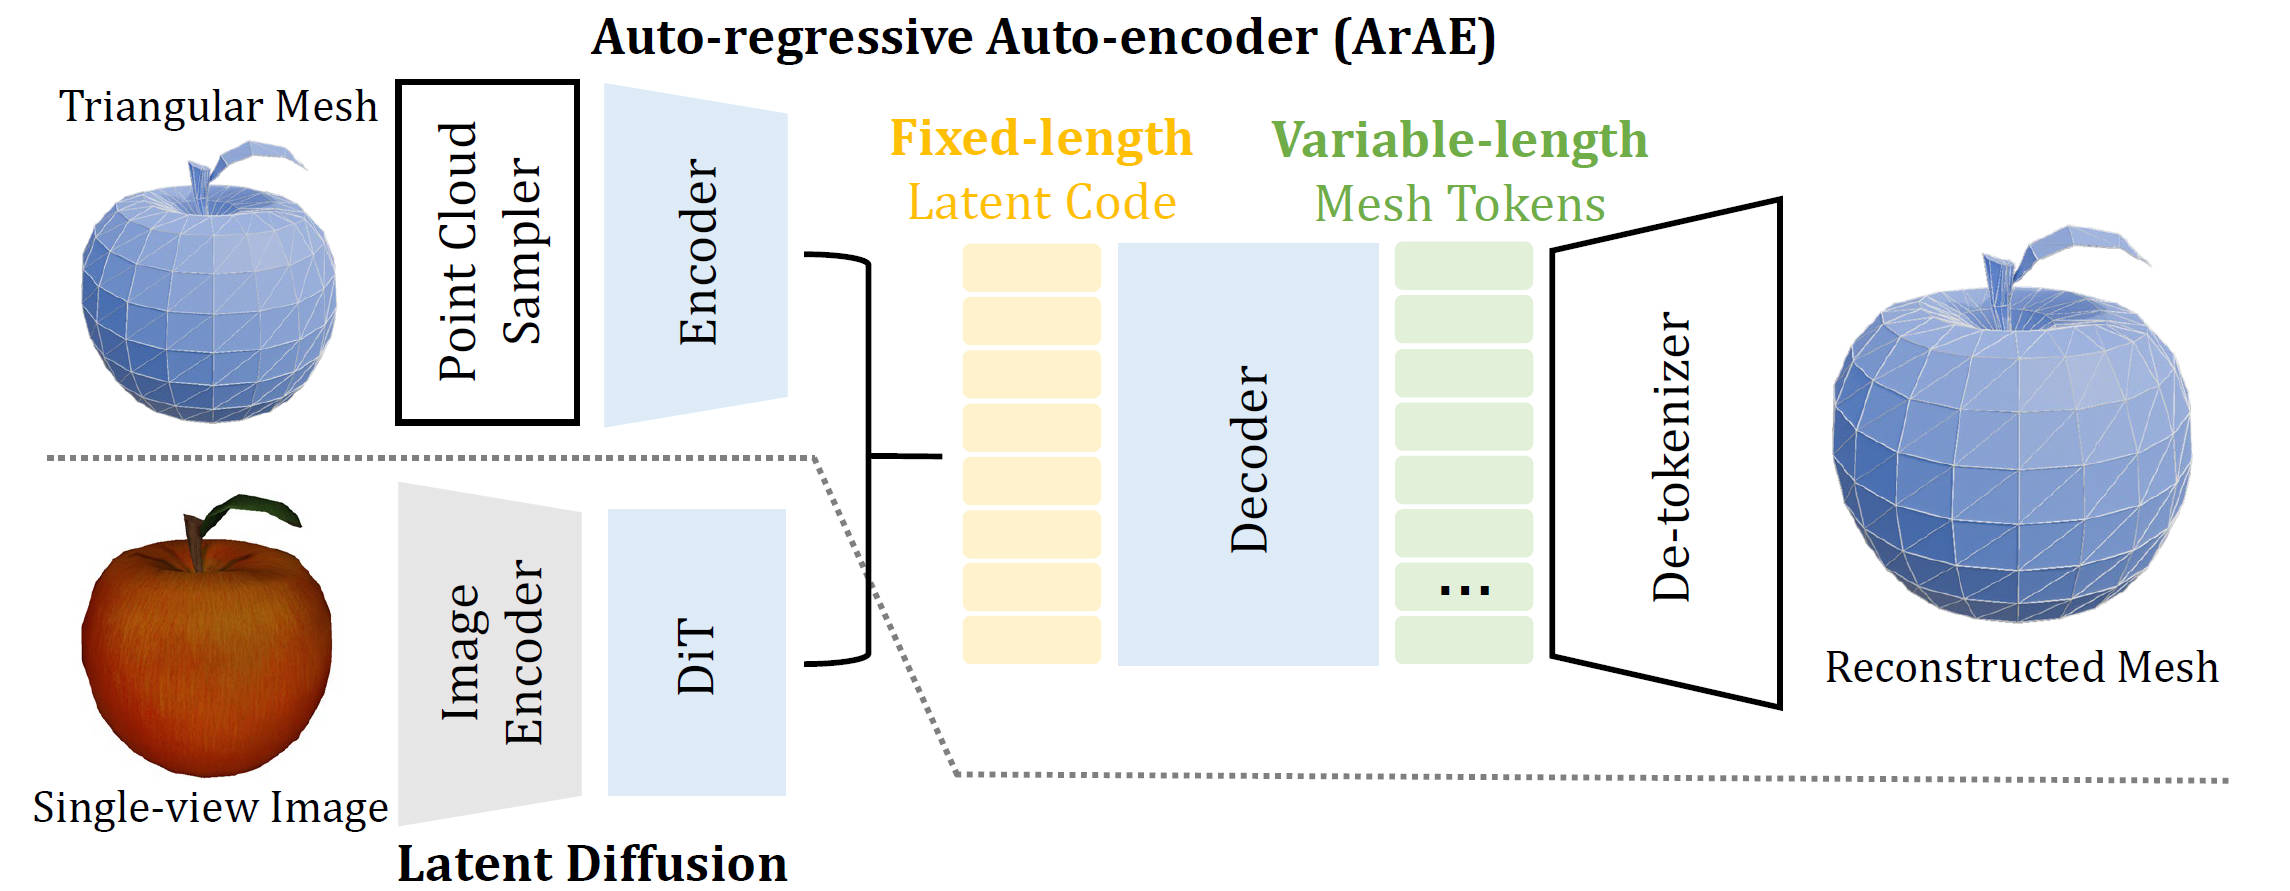 Auto-regressive Auto-encoder (ArAE)
Triangular Mesh
Point Cloud
Sampler
Encoder
Fixed-length
Latent Code
Variable-length
Mesh Tokens
Decoder
...
De-tokenizer
Reconstructed Mesh
Single-view Image
Image
Encoder
DiT
Latent Diffusion